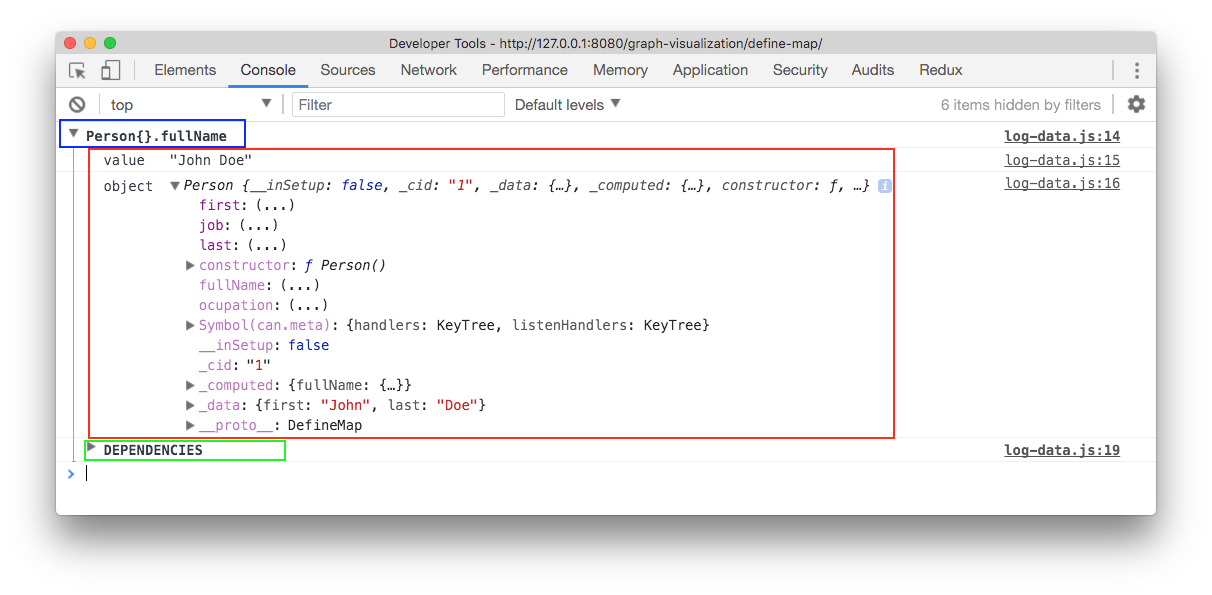 Developer Tools - http://127.0.0.1:8080/graph-visualization/define-map/
Elements Console Sources Network Performance Memory Application Security Audits Redux
top Filter Default levels 6 items hidden by filters
Person{}.fullName log-data.js:14
value "John Doe" log-data.js:15
object Person {__inSetup: false, _cid: "1", _data: {…}, _computed: {…}, constructor: ƒ, …} i log-data.js:16
first: (...)
job: (...)
last: (...)
constructor: ƒ Person()
fullName: (...)
ocupation: (...)
Symbol(can.meta): {handlers: KeyTree, listenHandlers: KeyTree}
__inSetup: false
_cid: "1"
_computed: {fullName: {…}}
_data: {first: "John", last: "Doe"}
__proto__: DefineMap
DEPENDENCIES log-data.js:19